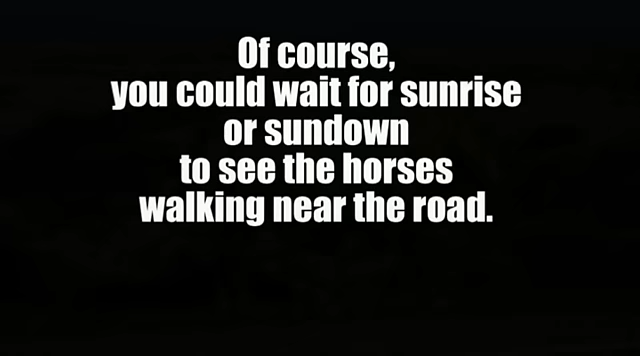 Of course,
you could wait for sunrise
or sundown
to see the horses
walking near the road.